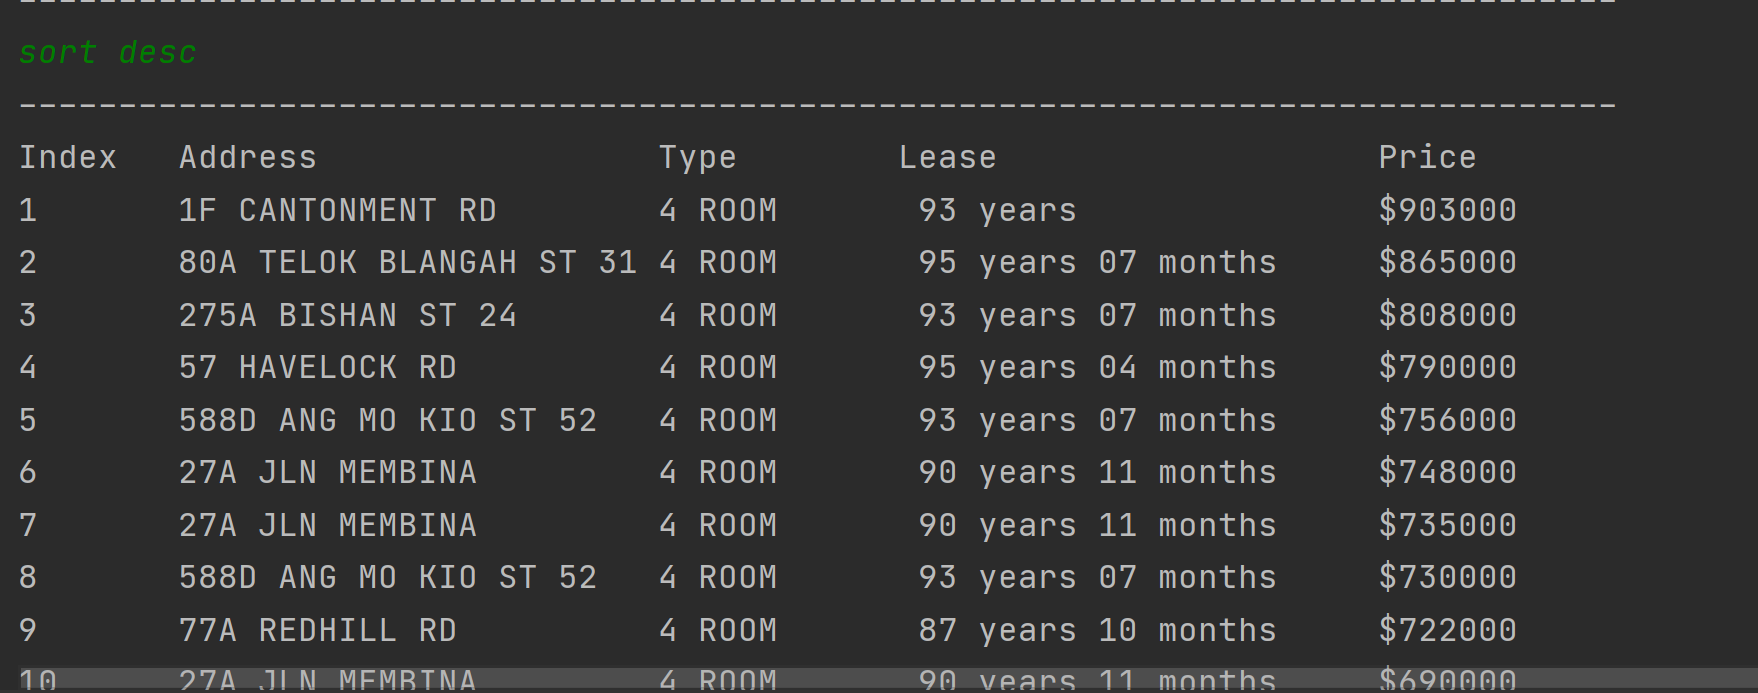 --------------------------------------------------------------------------------
sort desc
--------------------------------------------------------------------------------
Index   Address                 Type        Lease                   Price
1       1F CANTONMENT RD        4 ROOM       93 years               $903000
2       80A TELOK BLANGAH ST 31 4 ROOM       95 years 07 months     $865000
3       275A BISHAN ST 24       4 ROOM       93 years 07 months     $808000
4       57 HAVELOCK RD          4 ROOM       95 years 04 months     $790000
5       588D ANG MO KIO ST 52   4 ROOM       93 years 07 months     $756000
6       27A JLN MEMBINA         4 ROOM       90 years 11 months     $748000
7       27A JLN MEMBINA         4 ROOM       90 years 11 months     $735000
8       588D ANG MO KIO ST 52   4 ROOM       93 years 07 months     $730000
9       77A REDHILL RD          4 ROOM       87 years 10 months     $722000
10      27A JLN MEMBINA         4 ROOM       90 years 11 months     $690000